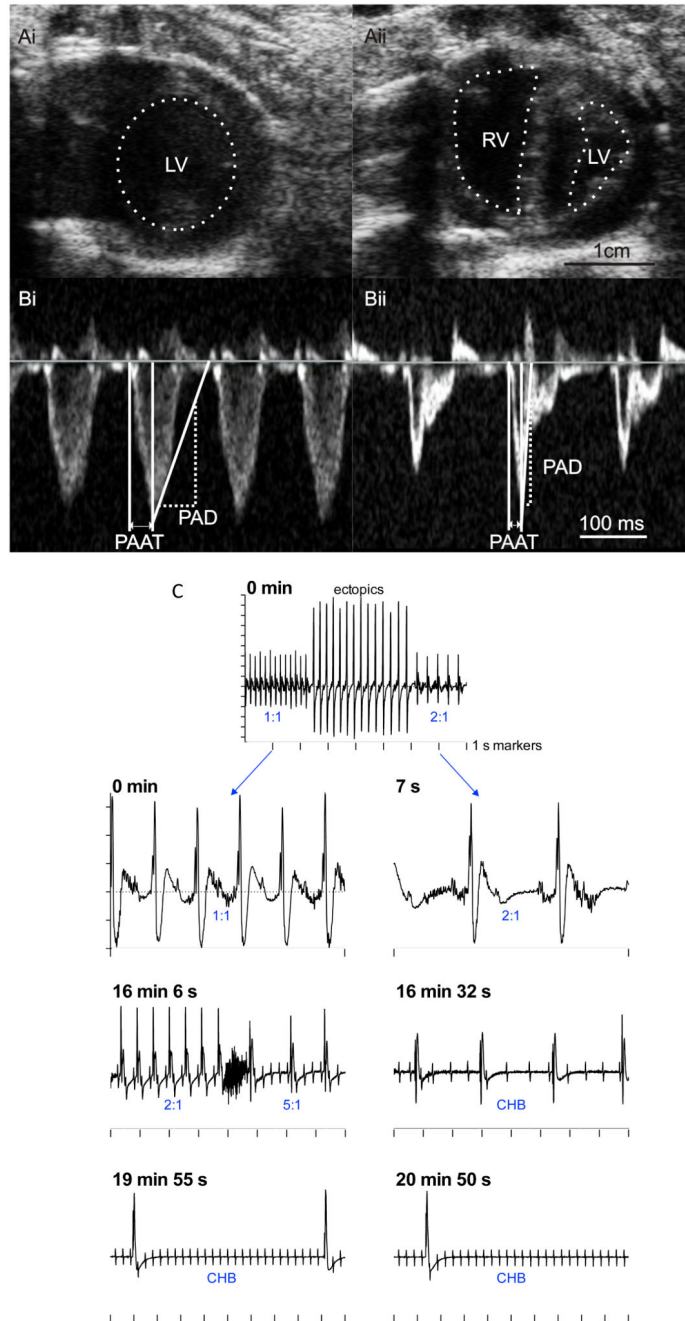 Ai
LV
Aii
RV
LV
1cm
Bi
PAD
PAAT
Bii
PAD
PAAT
100 ms
C
0 min
ectopics
1:1
2:1
1 s markers
0 min
1:1
7 s
2:1
16 min 6 s
2:1
5:1
16 min 32 s
CHB
19 min 55 s
CHB
20 min 50 s
CHB